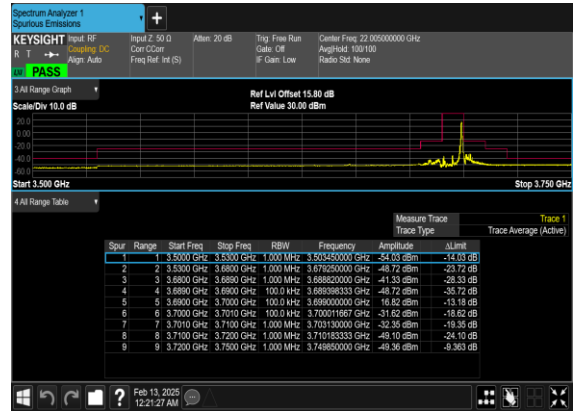 Spectrum Analyzer 1
Spurious Emissions
KEYSIGHT Input: RF Input Z: 50 Ω Atten: 20 dB Trig: Free Run Center Freq: 22.005000000 GHz
R T Coupling: DC Corr CCorr Gate: Off Avg|Hold: 100/100
Align: Auto Freq Ref: Int (S) IF Gain: Low Radio Std: None
PASS
3 All Range Graph Ref Lvl Offset 15.80 dB
Scale/Div 10.0 dB Ref Value 30.00 dBm
20.0
0.00
-20.0
-40.0
-60.0
Start 3.500 GHz Stop 3.750 GHz
4 All Range Table
Measure Trace Trace 1
Trace Type Trace Average (Active)
Spur Range Start Freq Stop Freq RBW Frequency Amplitude ΔLimit
1 1 3.5000 GHz 3.5300 GHz 1.000 MHz 3.503450000 GHz -54.03 dBm -14.03 dB
2 2 3.5300 GHz 3.6800 GHz 1.000 MHz 3.679250000 GHz -48.72 dBm -23.72 dB
3 3 3.6800 GHz 3.6890 GHz 1.000 MHz 3.688820000 GHz -41.33 dBm -28.33 dB
4 4 3.6890 GHz 3.6900 GHz 100.0 kHz 3.689398333 GHz -48.72 dBm -35.72 dB
5 5 3.6900 GHz 3.7000 GHz 100.0 kHz 3.699000000 GHz 16.82 dBm -13.18 dB
6 6 3.7000 GHz 3.7010 GHz 100.0 kHz 3.700011667 GHz -31.62 dBm -18.62 dB
7 7 3.7010 GHz 3.7100 GHz 1.000 MHz 3.703130000 GHz -32.35 dBm -19.35 dB
8 8 3.7100 GHz 3.7200 GHz 1.000 MHz 3.710183333 GHz -49.10 dBm -24.10 dB
9 9 3.7200 GHz 3.7500 GHz 1.000 MHz 3.749850000 GHz -49.36 dBm -9.363 dB
Feb 13, 2025
12:21:27 AM